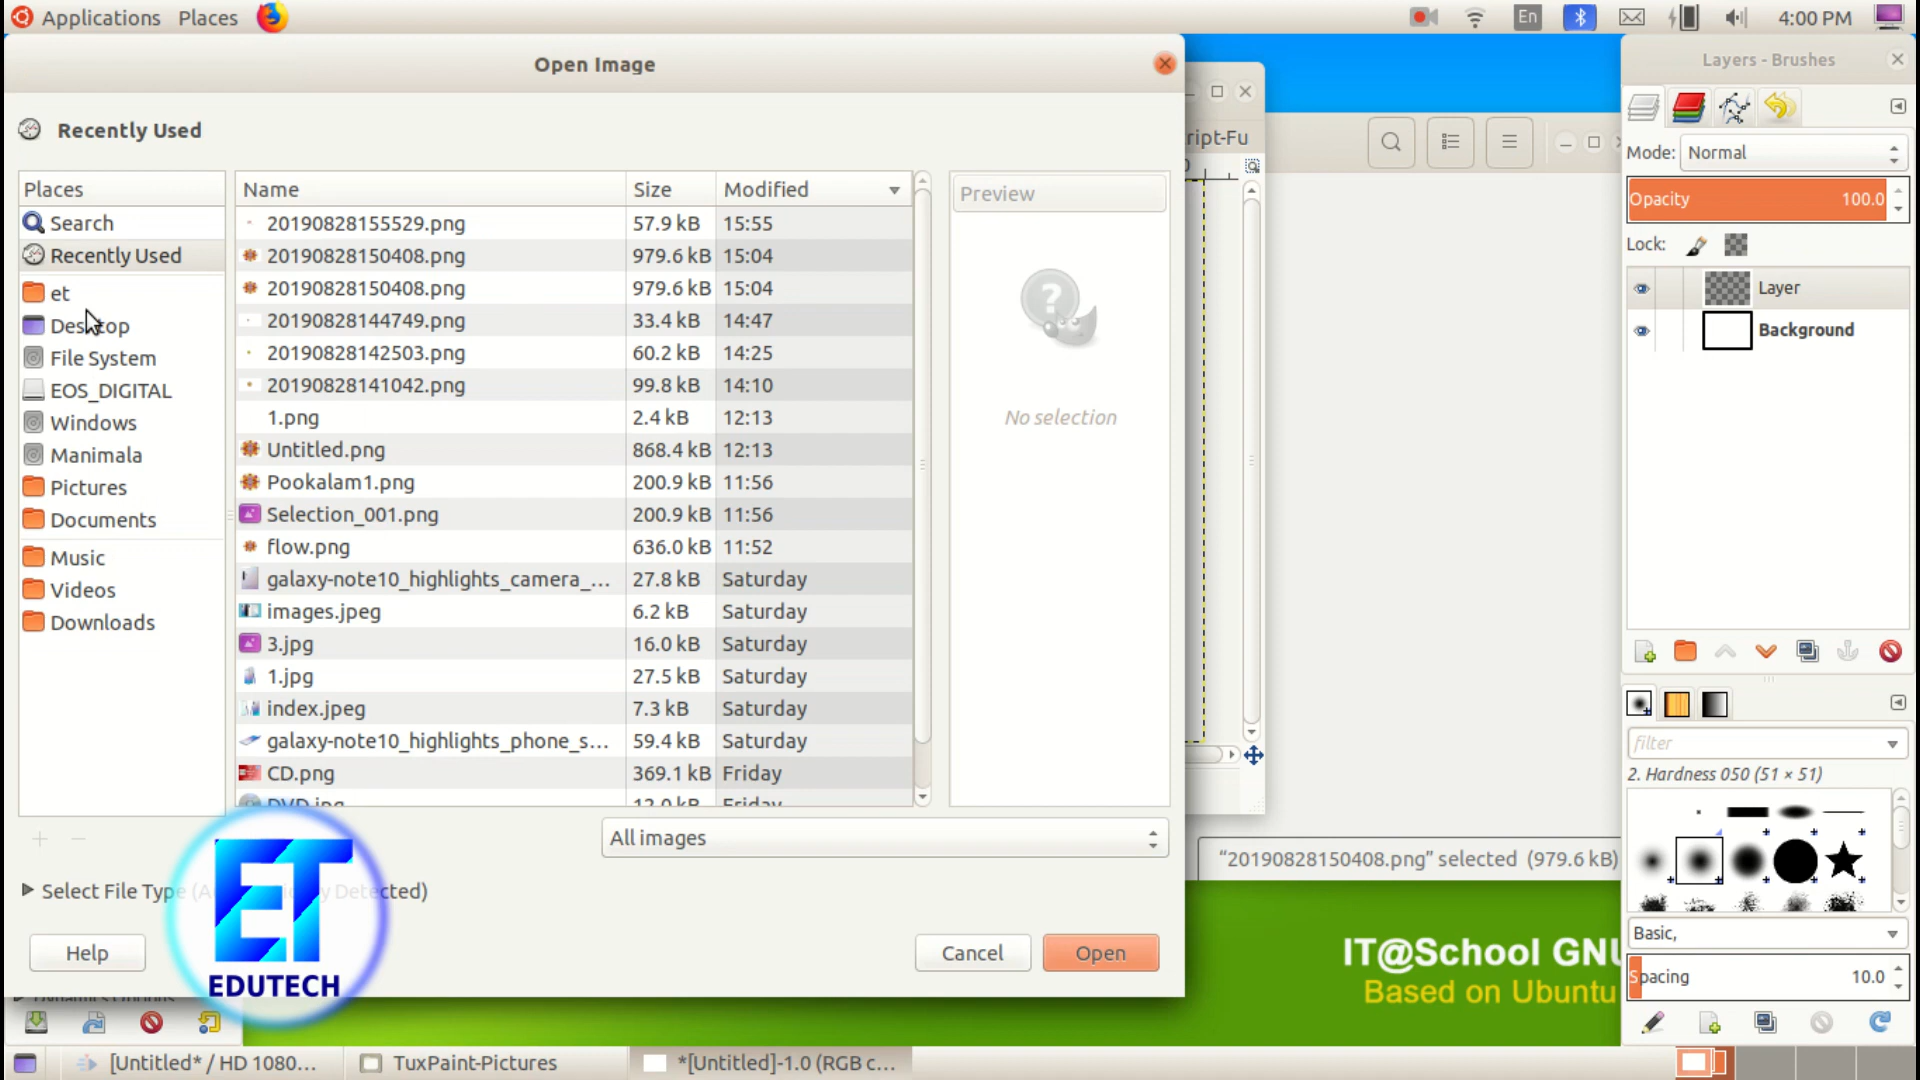 Applications Places En 4:00 PM
Open Image
Layers - Brushes
Recently Used
ript-Fu
Mode: Normal
Places
Name Size Modified
Preview
Opacity 100.0
Search
20190828155529.png 57.9 kB 15:55
Lock:
Recently Used
20190828150408.png 979.6 kB 15:04
et
20190828150408.png 979.6 kB 15:04
Layer
Desktop
20190828144749.png 33.4 kB 14:47
Background
File System
20190828142503.png 60.2 kB 14:25
EOS_DIGITAL
20190828141042.png 99.8 kB 14:10
Windows
1.png 2.4 kB 12:13
No selection
Manimala
Untitled.png 868.4 kB 12:13
Pictures
Pookalam1.png 200.9 kB 11:56
Documents
Selection_001.png 200.9 kB 11:56
Music
flow.png 636.0 kB 11:52
Videos
galaxy-note10_highlights_camera_... 27.8 kB Saturday
Downloads
images.jpeg 6.2 kB Saturday
3.jpg 16.0 kB Saturday
1.jpg 27.5 kB Saturday
index.jpeg 7.3 kB Saturday
galaxy-note10_highlights_phone_s... 59.4 kB Saturday
CD.png 369.1 kB Friday
DVD.jpg 12.0 kB Friday
filter
2. Hardness 050 (51 × 51)
All images
"20190828150408.png" selected (979.6 kB)
Select File Type Detected)
ET
EDUTECH
Help Cancel Open
Basic,
Spacing 10.0
IT@School GNU
Based on Ubuntu
[Untitled* / HD 1080... TuxPaint-Pictures *[Untitled]-1.0 (RGB c...